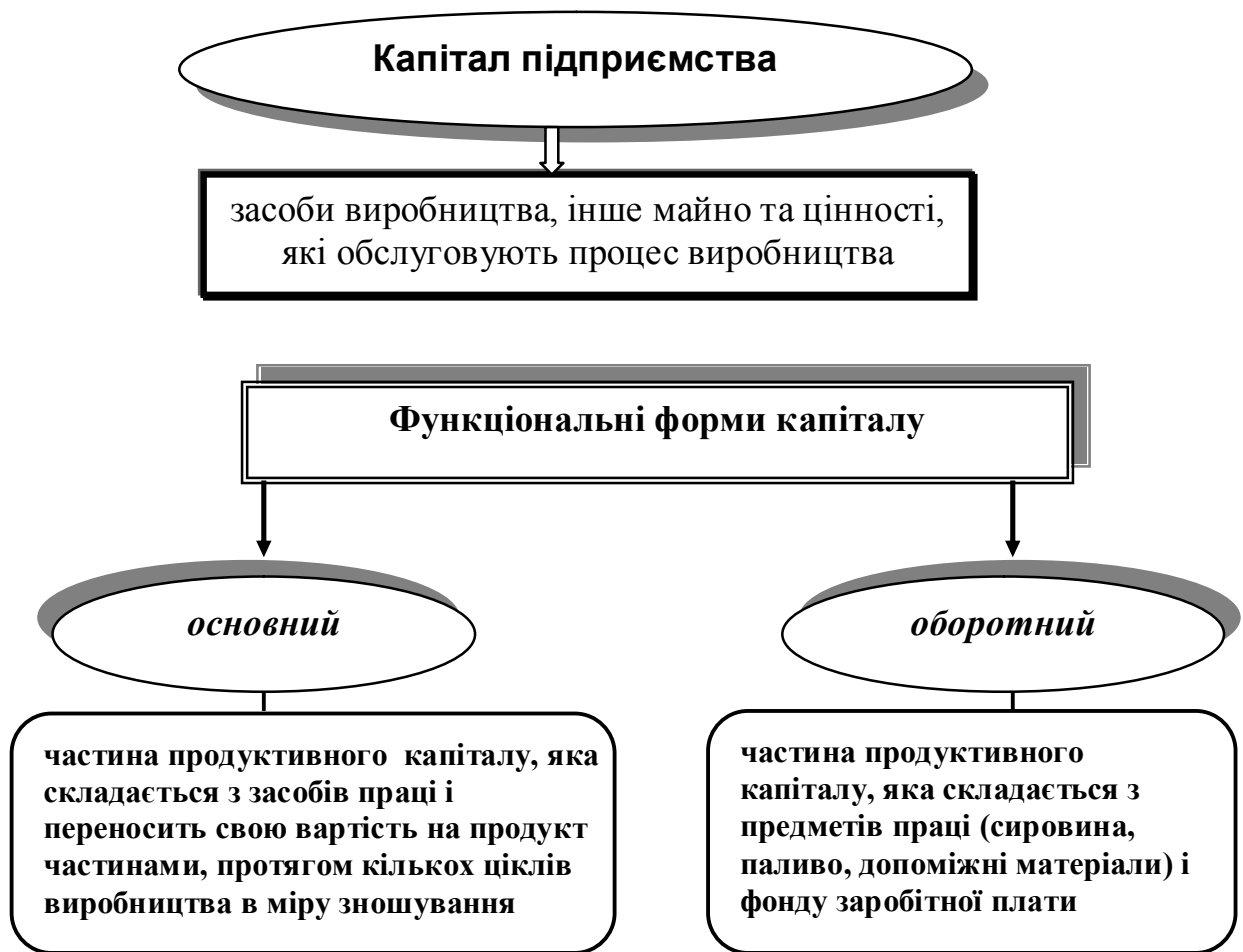 Капітал підприємства
засоби виробництва, інше майно та цінності,
які обслуговують процес виробництва
Функціональні форми капіталу
основний
оборотний
частина продуктивного капіталу, яка
складається з засобів праці і
переносить свою вартість на продукт
частинами, протягом кількох циклів
виробництва в міру зношування
частина продуктивного
капіталу, яка складається з
предметів праці (сировина,
паливо, допоміжні матеріали) і
фонду заробітної плати